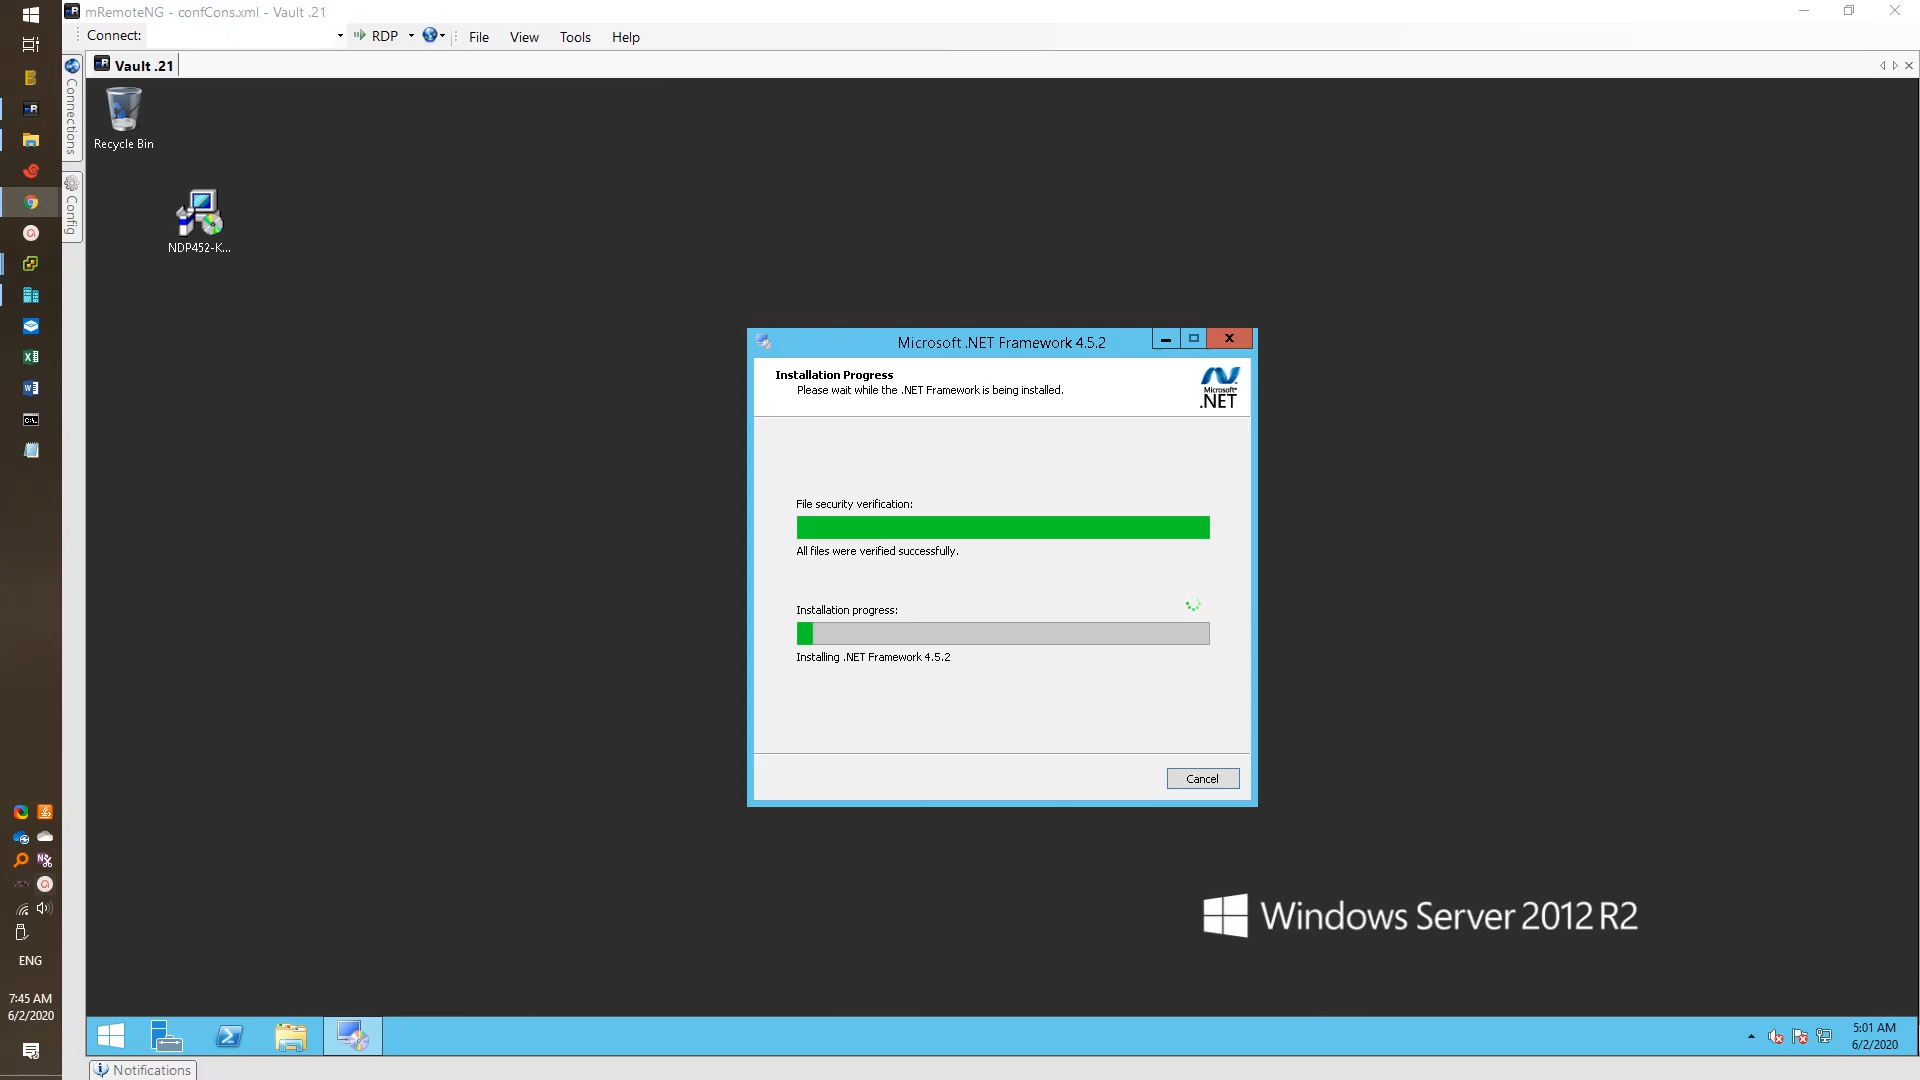 mRemoteNG - confCons.xml - Vault .21
Connect:
RDP
File
View
Tools
Help
Vault .21
Connections
Config
Recycle Bin
NDP452-K...
Microsoft .NET Framework 4.5.2
Installation Progress
Please wait while the .NET Framework is being installed.
Microsoft
.NET
File security verification:
All files were verified successfully.
Installation progress:
Installing .NET Framework 4.5.2
Cancel
Windows Server 2012 R2
ENG
7:45 AM
6/2/2020
5:01 AM
6/2/2020
Notifications